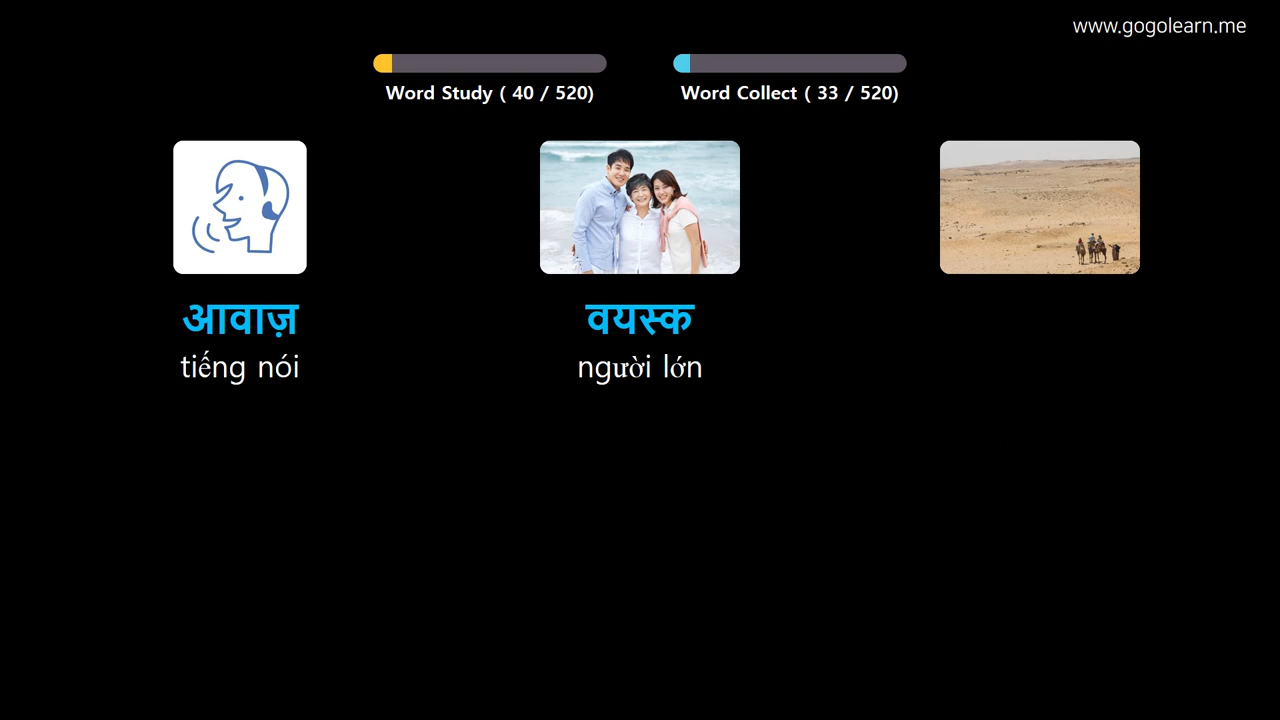 www.gogolearn.me
Word Study ( 40 / 520)
Word Collect ( 33 / 520)
आवाज़
tiếng nói
वयस्क
người lớn